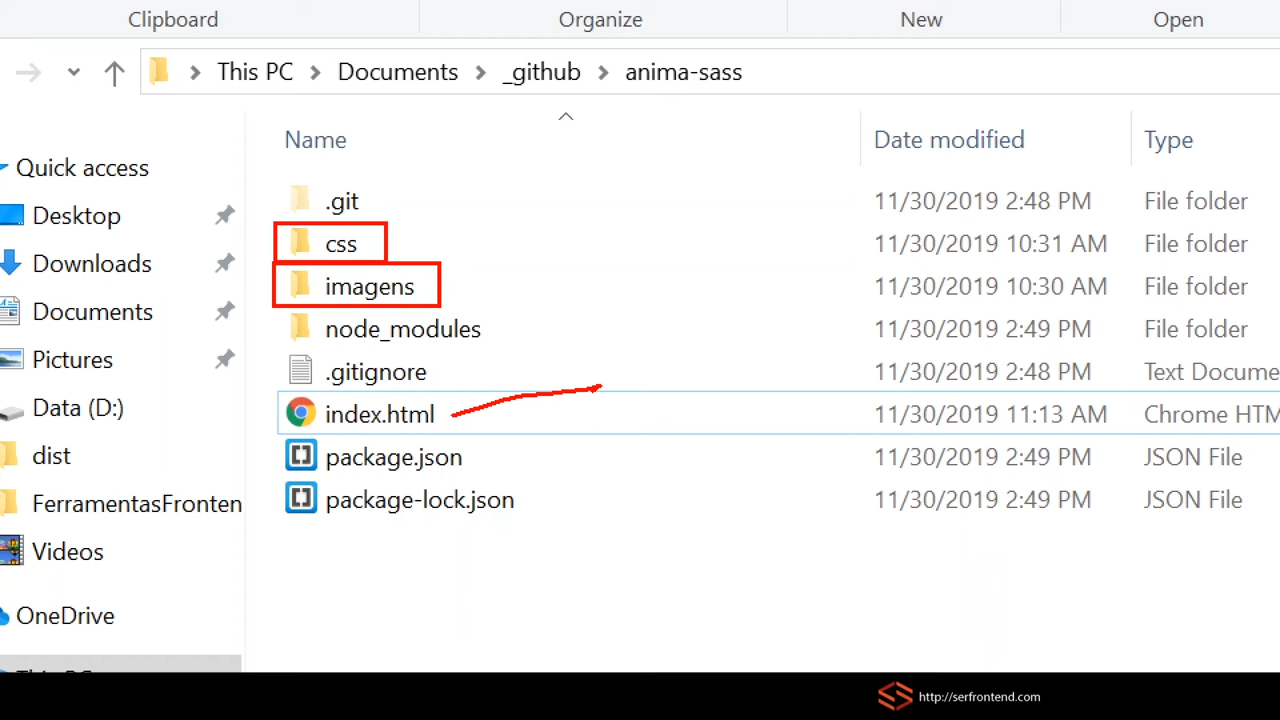 Clipboard Organize New Open
This PC Documents _github anima-sass
Name Date modified Type
Quick access
Desktop
Downloads
Documents
Pictures
Data (D:)
dist
FerramentasFronten
Videos
OneDrive
This PC
.git 11/30/2019 2:48 PM File folder
css 11/30/2019 10:31 AM File folder
imagens 11/30/2019 10:30 AM File folder
node_modules 11/30/2019 2:49 PM File folder
.gitignore 11/30/2019 2:48 PM Text Docume
index.html 11/30/2019 11:13 AM Chrome HTM
package.json 11/30/2019 2:49 PM JSON File
package-lock.json 11/30/2019 2:49 PM JSON File
http://serfrontend.com